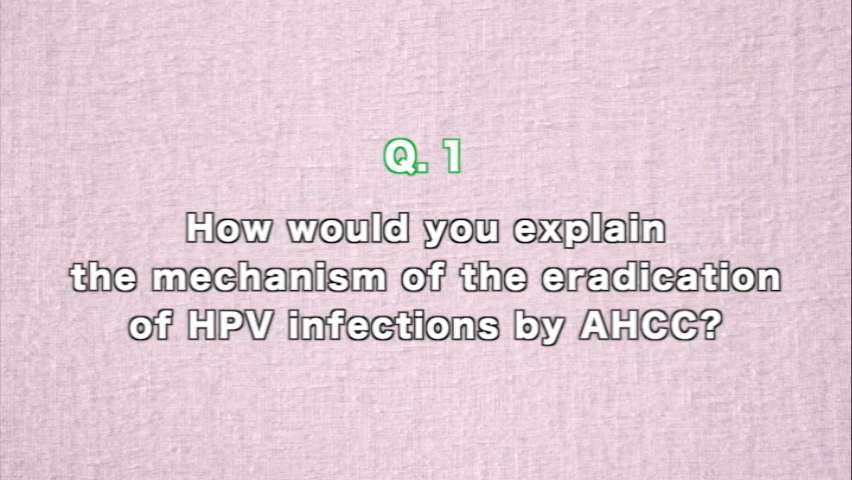 Q. 1
How would you explain
the mechanism of the eradication
of HPV infections by AHCC?